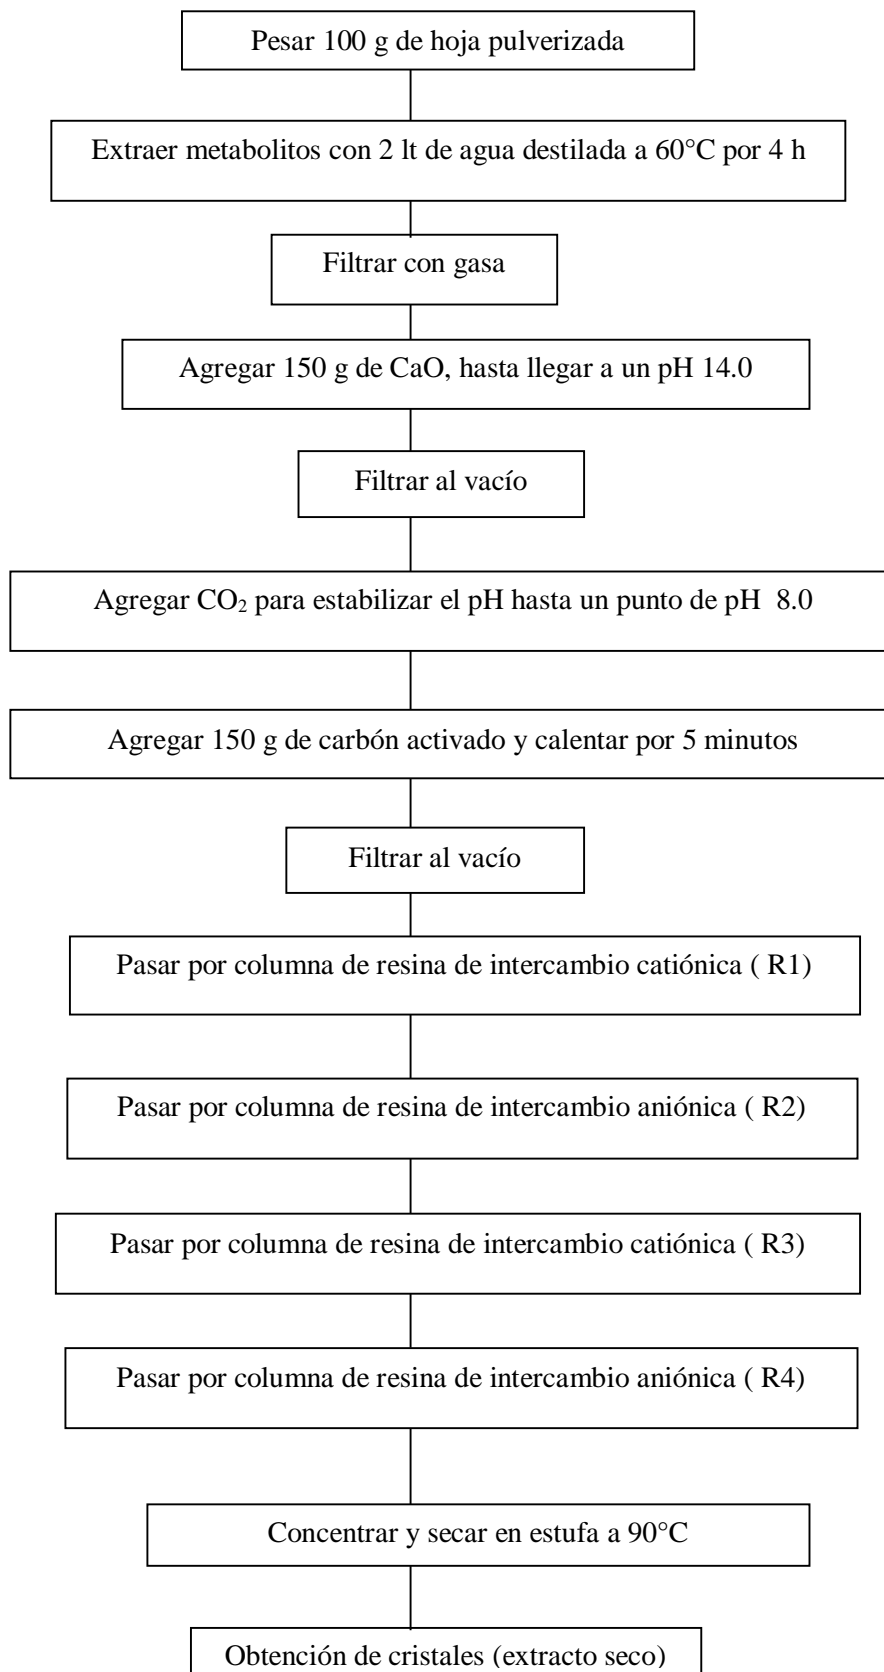 Pesar 100 g de hoja pulverizada
Extraer metabolitos con 2 lt de agua destilada a 60°C por 4 h
Filtrar con gasa
Agregar 150 g de CaO, hasta llegar a un pH 14.0
Filtrar al vacío
Agregar CO₂ para estabilizar el pH hasta un punto de pH  8.0
Agregar 150 g de carbón activado y calentar por 5 minutos
Filtrar al vacío
Pasar por columna de resina de intercambio catiónica ( R1)
Pasar por columna de resina de intercambio aniónica ( R2)
Pasar por columna de resina de intercambio catiónica ( R3)
Pasar por columna de resina de intercambio aniónica ( R4)
Concentrar y secar en estufa a 90°C
Obtención de cristales (extracto seco)